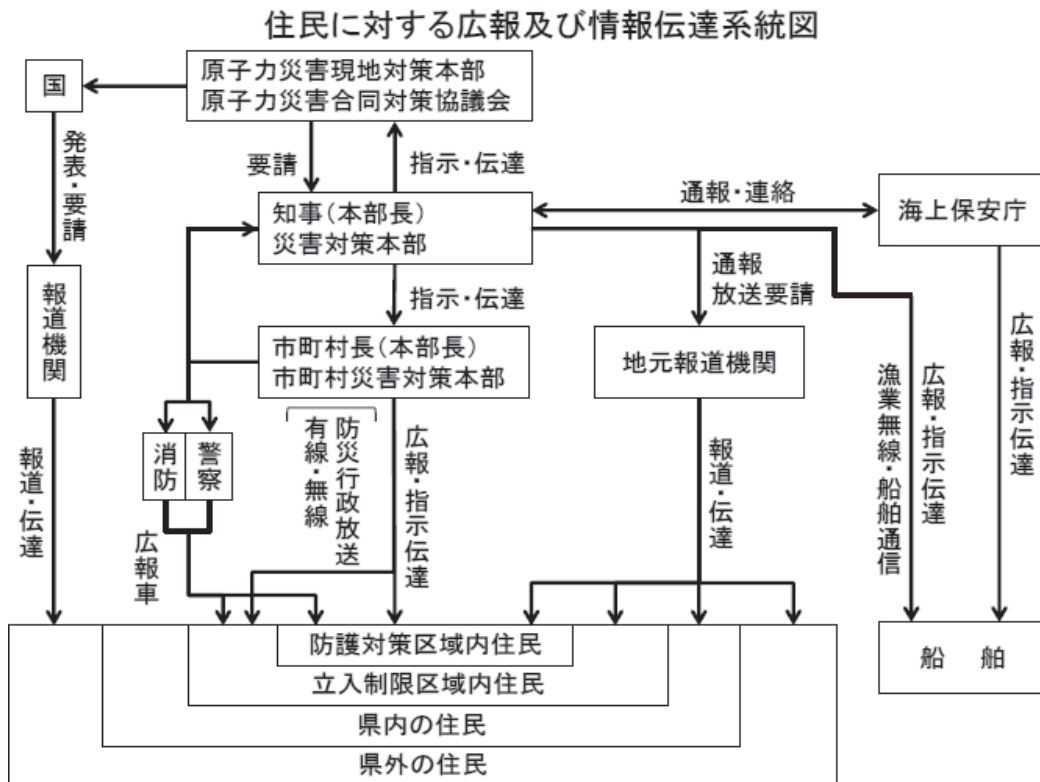 住民に対する広報及び情報伝達系統図
国
原子力災害現地対策本部
原子力災害合同対策協議会
発表・要請
要請
指示・伝達
通報・連絡
海上保安庁
知事(本部長)
災害対策本部
通報
放送要請
報道機関
指示・伝達
市町村長(本部長)
市町村災害対策本部
地元報道機関
広報・指示伝達
漁業無線・船舶通信
広報・指示伝達
消防
警察
防災行政放送
有線・無線
広報・指示伝達
報道・伝達
報道・伝達
広報車
防護対策区域内住民
立入制限区域内住民
県内の住民
県外の住民
船　舶